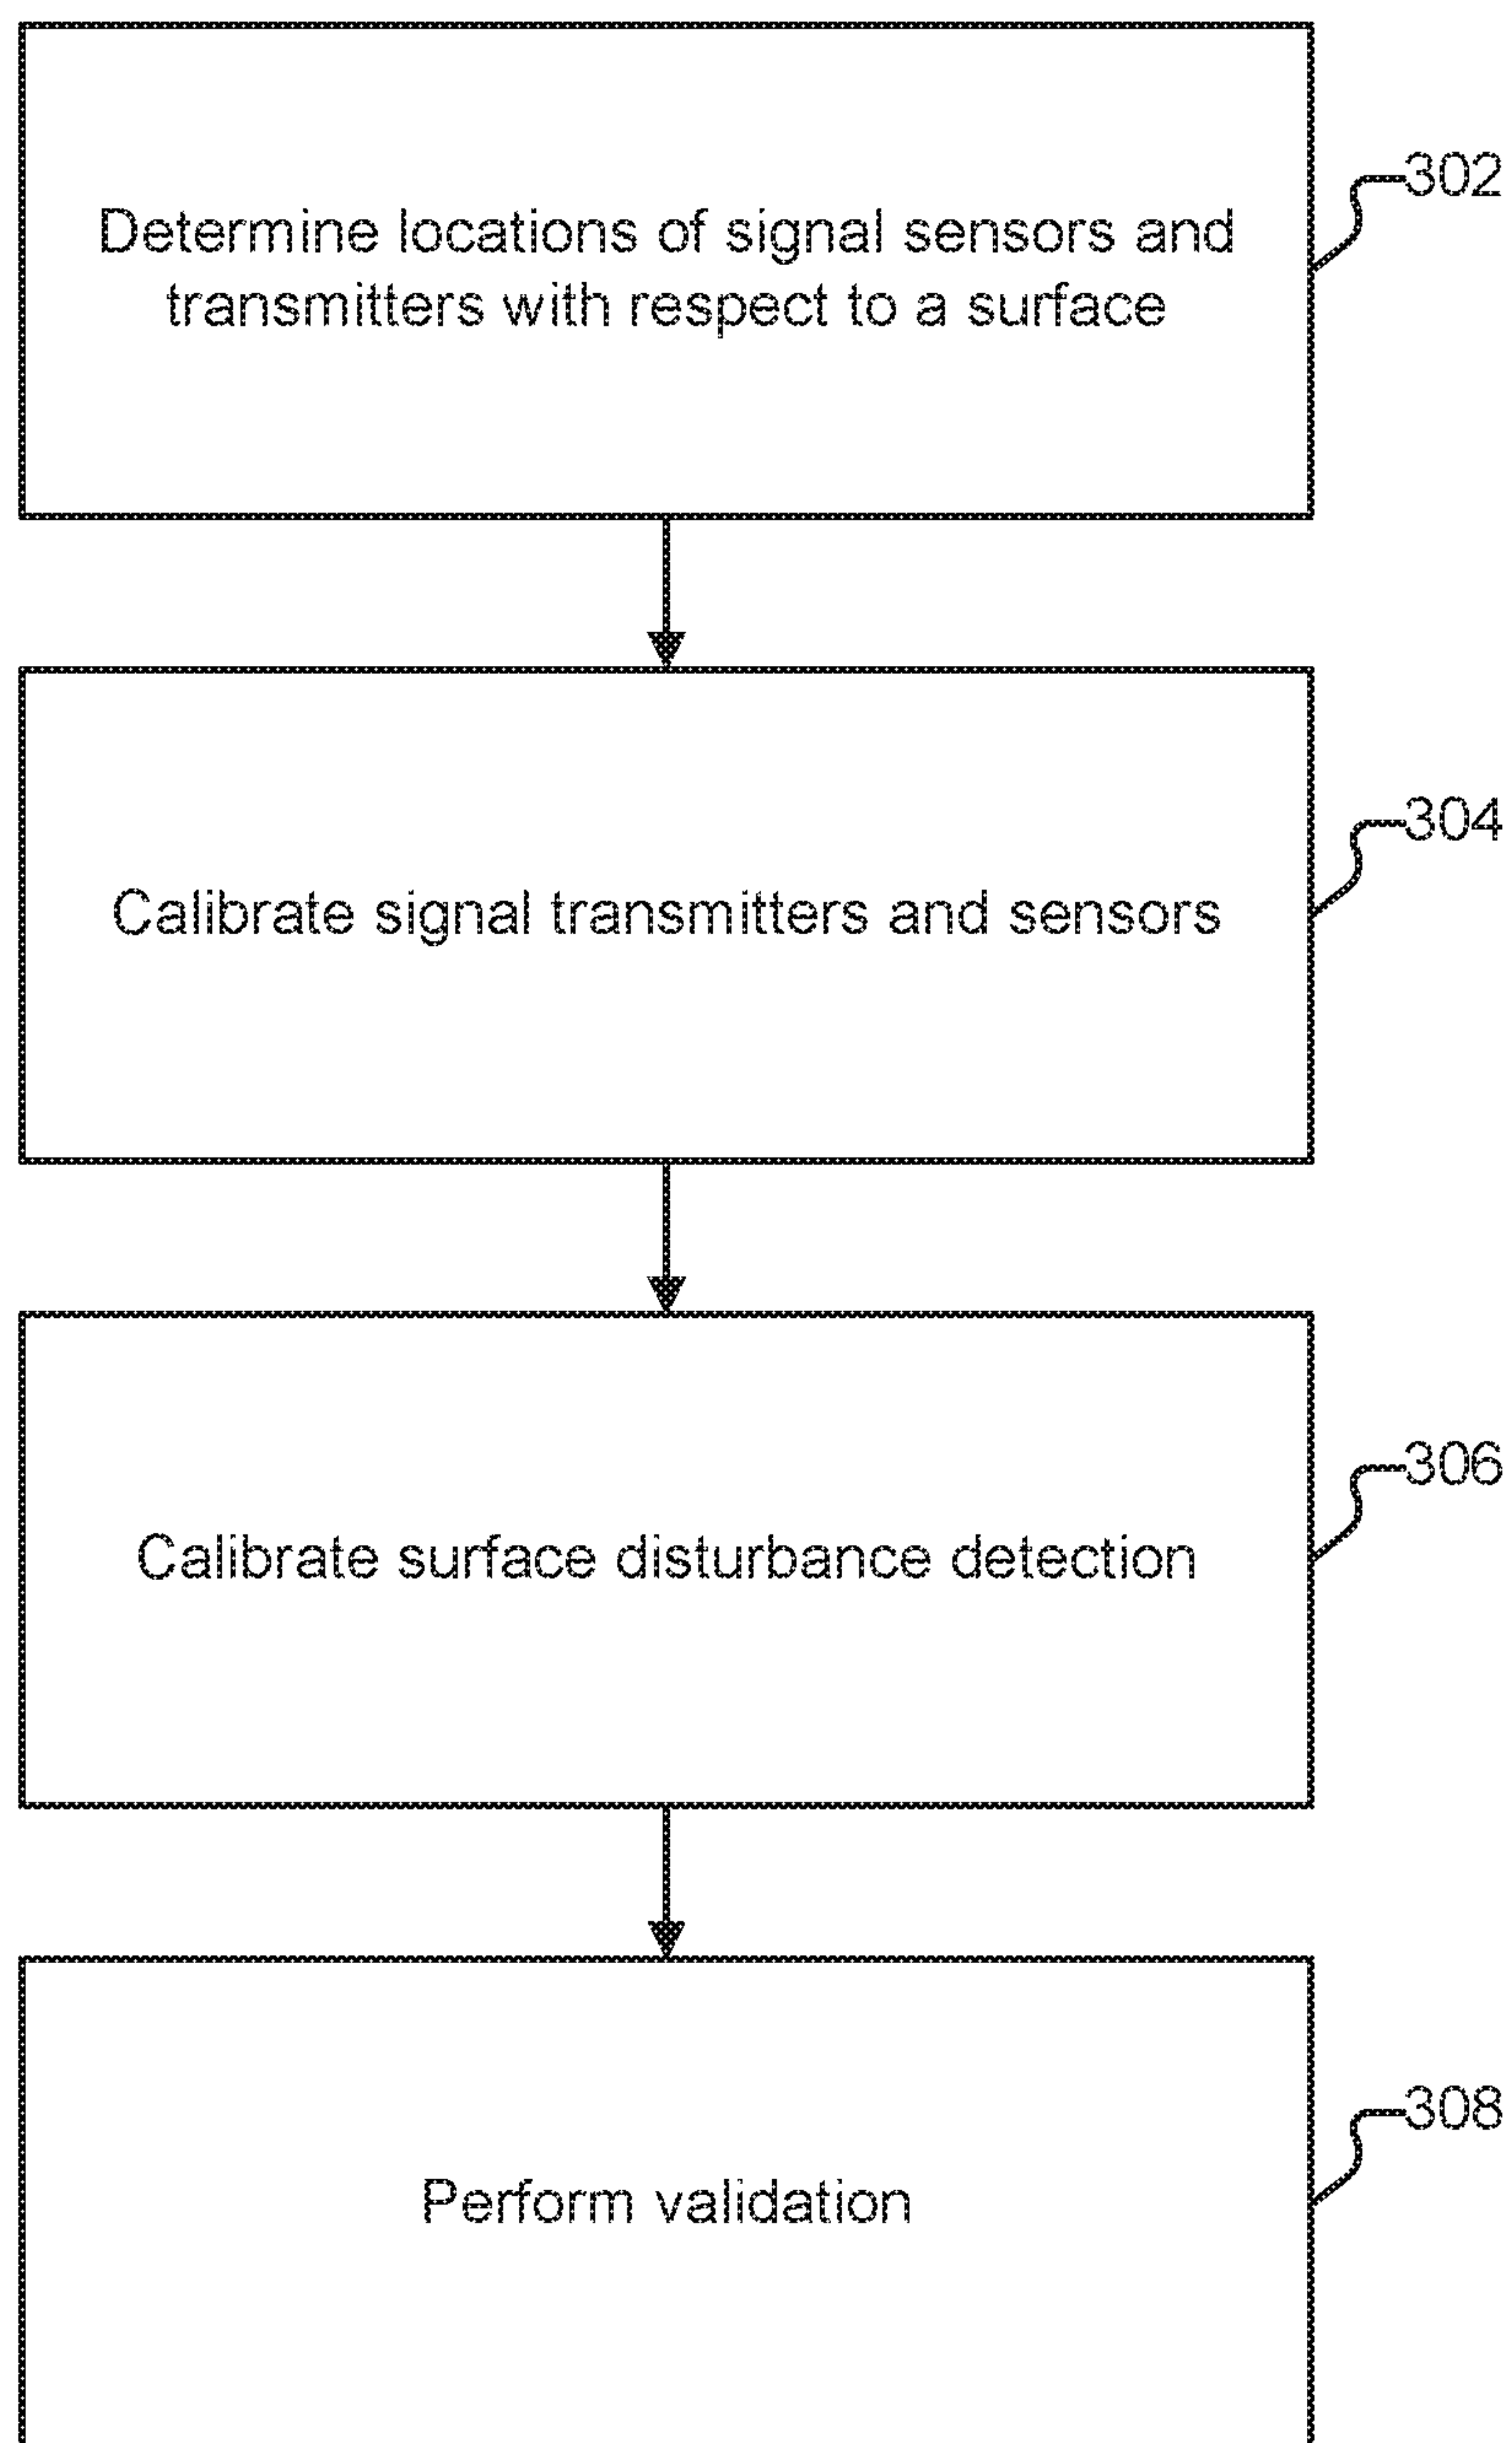 Determine locations of signal sensors and
transmitters with respect to a surface
302
Calibrate signal transmitters and sensors
304
Calibrate surface disturbance detection
306
Perform validation
308